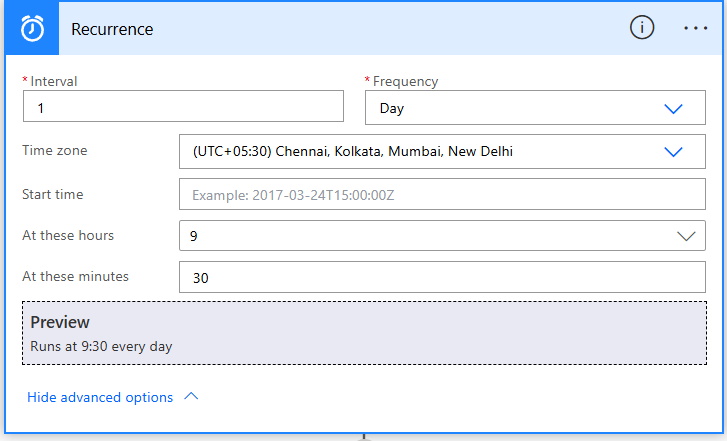 Recurrence
* Interval
* Frequency
1
Day
Time zone
(UTC+05:30) Chennai, Kolkata, Mumbai, New Delhi
Start time
Example: 2017-03-24T15:00:00Z
At these hours
9
At these minutes
30
Preview
Runs at 9:30 every day
Hide advanced options